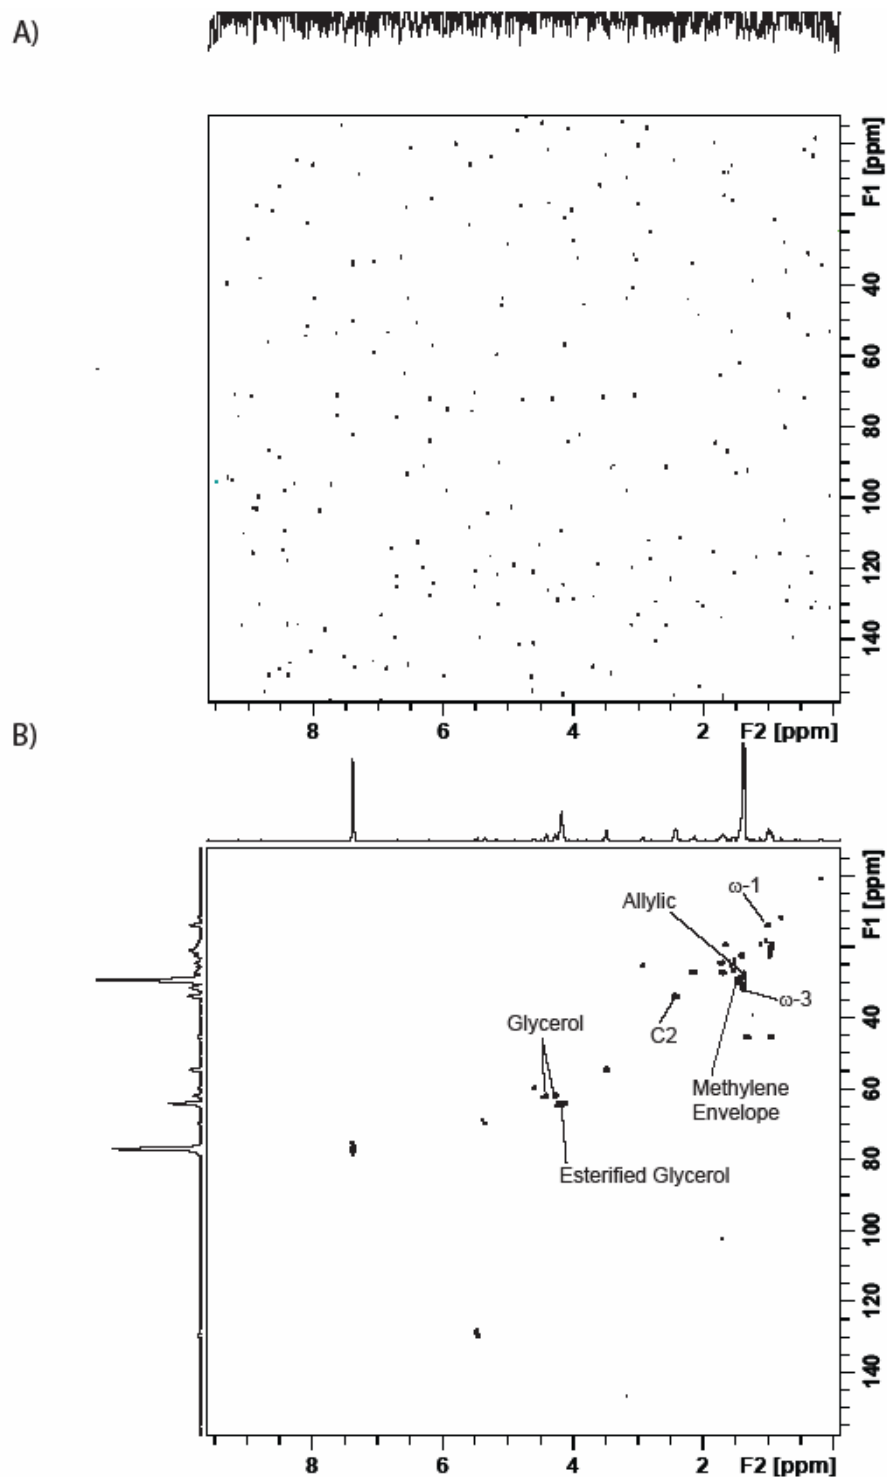 A)
F1 [ppm]
40
60
80
100
120
140
8
6
4
2
F2 [ppm]
B)
F1 [ppm]
ω-1
Allylic
ω-3
40
Glycerol
C2
Methylene
Envelope
60
Esterified Glycerol
80
100
120
140
8
6
4
2
F2 [ppm]